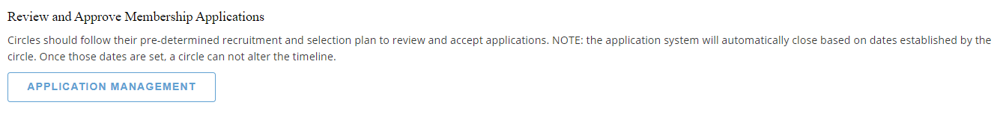 Review and Approve Membership Applications
Circles should follow their pre-determined recruitment and selection plan to review and accept applications. NOTE: the application system will automatically close based on dates established by the
circle. Once those dates are set, a circle can not alter the timeline.
APPLICATION MANAGEMENT